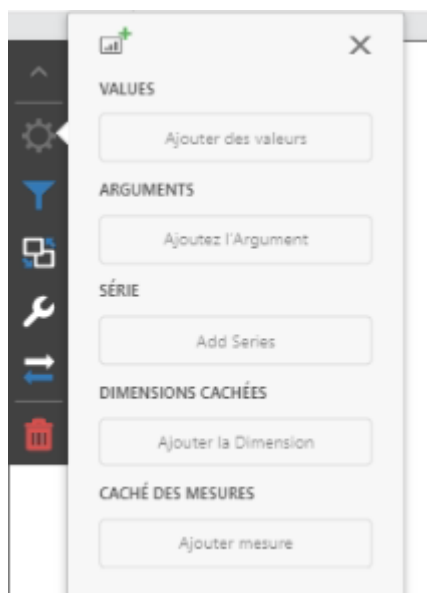 VALUES
Ajouter des valeurs
ARGUMENTS
Ajoutez l'Argument
SÉRIE
Add Series
DIMENSIONS CACHÉES
Ajouter la Dimension
CACHÉ DES MESURES
Ajouter mesure